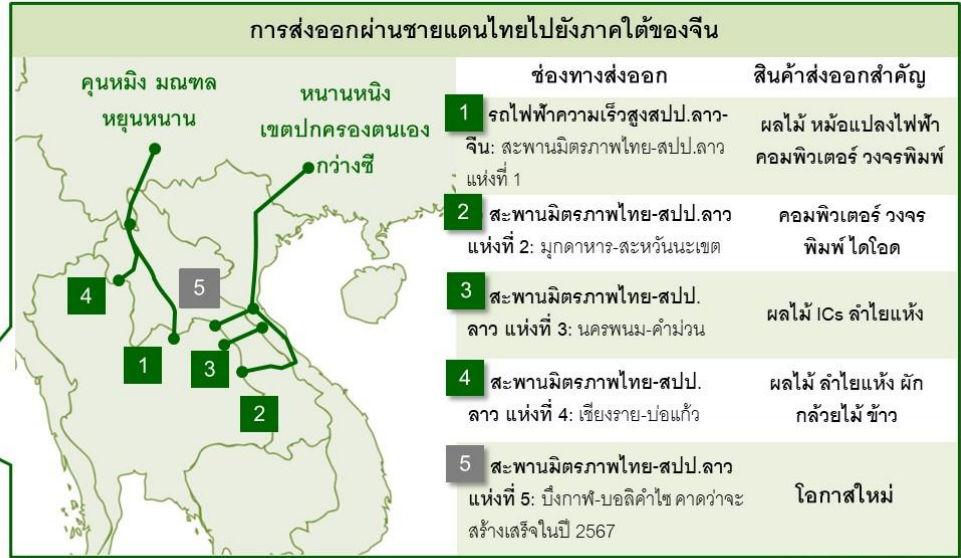 การส่งออกผ่านชายแดนไทยไปยังภาคใต้ของจีน
คุนหมิง มณฑล
หยุนหนาน
หนานหนิง
เขตปกครองตนเอง
กว่างซี
4
5
1
3
2
ช่องทางส่งออก
สินค้าส่งออกสำคัญ
1 รถไฟฟ้าความเร็วสูงสปป.ลาว-
จีน: สะพานมิตรภาพไทย-สปป.ลาว
แห่งที่ 1
ผลไม้ หม้อแปลงไฟฟ้า
คอมพิวเตอร์ วงจรพิมพ์
2 สะพานมิตรภาพไทย-สปป.ลาว
แห่งที่ 2: มุกดาหาร-สะหวันนะเขต
คอมพิวเตอร์ วงจร
พิมพ์ ไดโอด
3 สะพานมิตรภาพไทย-สปป.
ลาว แห่งที่ 3: นครพนม-คำม่วน
ผลไม้ ICs ลำไยแห้ง
4 สะพานมิตรภาพไทย-สปป.
ลาว แห่งที่ 4: เชียงราย-บ่อแก้ว
ผลไม้ ลำไยแห้ง ผัก
กล้วยไม้ ข้าว
5 สะพานมิตรภาพไทย-สปป.ลาว
แห่งที่ 5: บึงกาฬ-บอลิคำไซ คาดว่าจะ
สร้างเสร็จในปี 2567
โอกาสใหม่